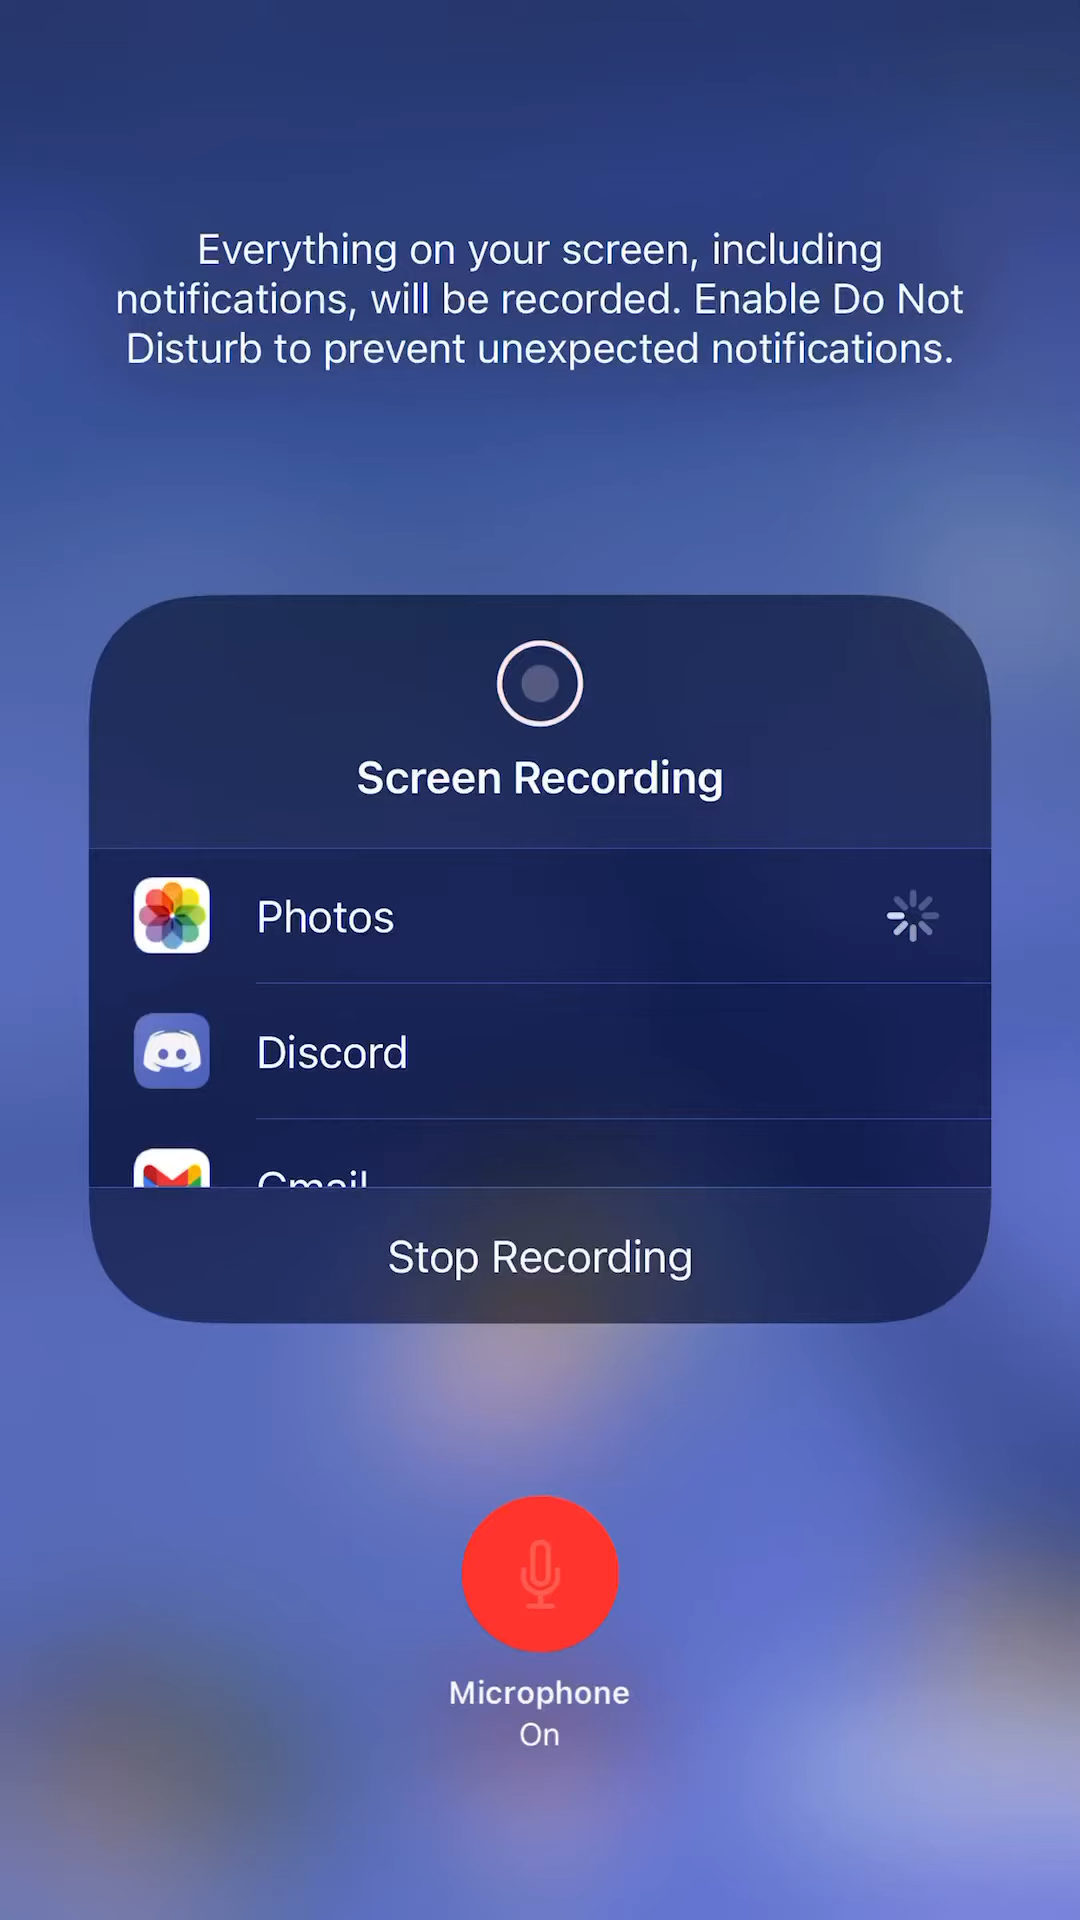 Everything on your screen, including
notifications, will be recorded. Enable Do Not
Disturb to prevent unexpected notifications.
Screen Recording
Photos
Discord
Gmail
Stop Recording
Microphone
On